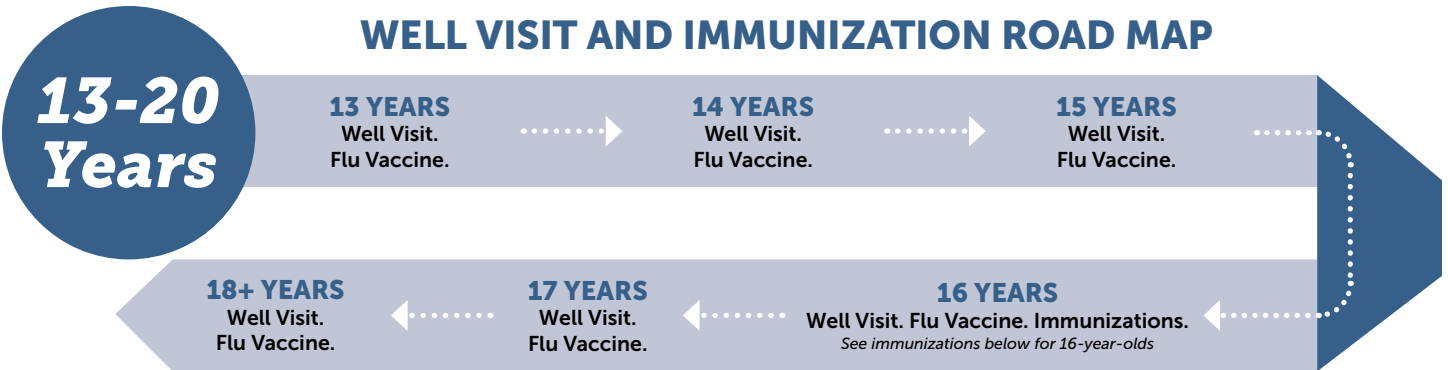 WELL VISIT AND IMMUNIZATION ROAD MAP
13-20
Years
13 YEARS
Well Visit.
Flu Vaccine.
14 YEARS
Well Visit.
Flu Vaccine.
15 YEARS
Well Visit.
Flu Vaccine.
16 YEARS
Well Visit. Flu Vaccine. Immunizations.
See immunizations below for 16-year-olds
17 YEARS
Well Visit.
Flu Vaccine.
18+ YEARS
Well Visit.
Flu Vaccine.